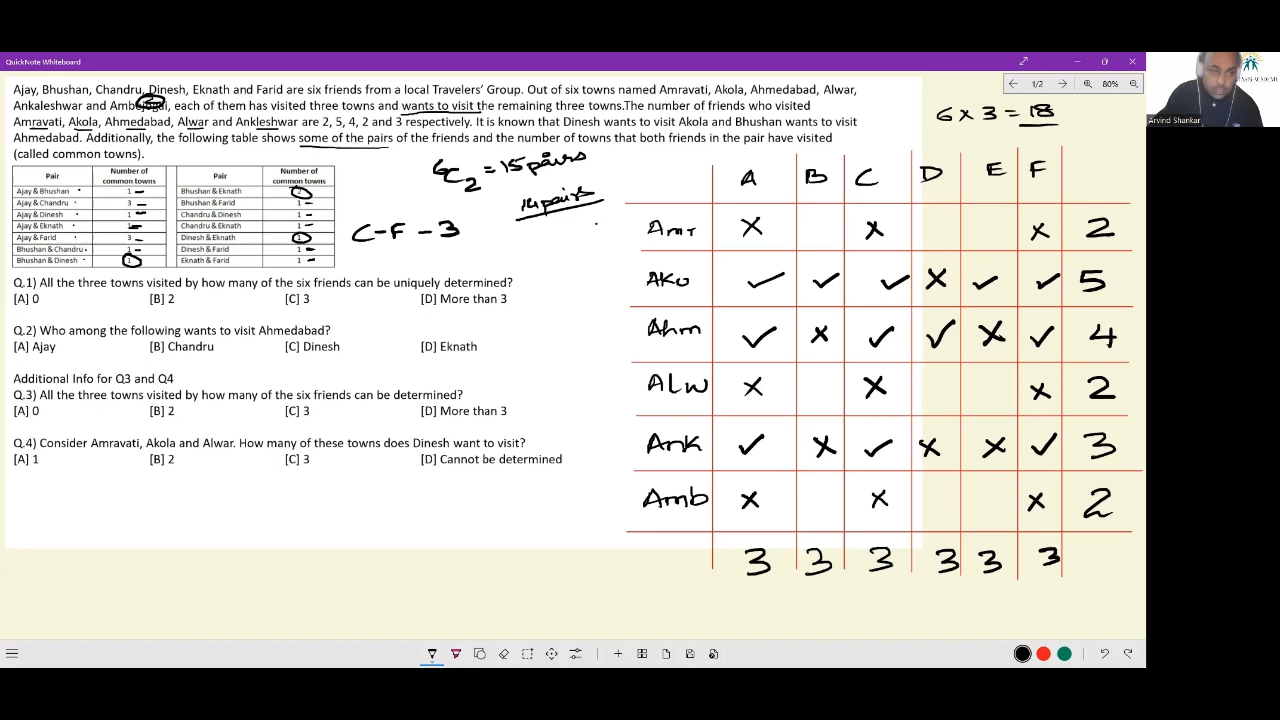 QuickNote Whiteboard
Ajay, Bhushan, Chandru, Dinesh, Eknath and Farid are six friends from a local Travelers' Group. Out of six towns named Amravati, Akola, Ahmedabad, Alwar,
Ankaleshwar and Ambejogai, each of them has visited three towns and wants to visit the remaining three towns.The number of friends who visited
Amravati, Akola, Ahmedabad, Alwar and Ankleshwar are 2, 5, 4, 2 and 3 respectively. It is known that Dinesh wants to visit Akola and Bhushan wants to visit
Ahmedabad. Additionally, the following table shows some of the pairs of the friends and the number of towns that both friends in the pair have visited
(called common towns).
Pair Number of common towns Pair Number of common towns
Ajay & Bhushan 1 Bhushan & Eknath 2
Ajay & Chandru 3 Bhushan & Farid 1
Ajay & Dinesh 1 Chandru & Dinesh 1
Ajay & Eknath 1 Chandru & Eknath 1
Ajay & Farid 3 Dinesh & Eknath 1
Bhushan & Chandru 1 Dinesh & Farid 1
Bhushan & Dinesh 1 Eknath & Farid 1
6C2 = 15 pairs
14 pairs
C - F - 3
Q.1) All the three towns visited by how many of the six friends can be uniquely determined?
[A] 0 [B] 2 [C] 3 [D] More than 3
Q.2) Who among the following wants to visit Ahmedabad?
[A] Ajay [B] Chandru [C] Dinesh [D] Eknath
Additional Info for Q3 and Q4
Q.3) All the three towns visited by how many of the six friends can be determined?
[A] 0 [B] 2 [C] 3 [D] More than 3
Q.4) Consider Amravati, Akola and Alwar. How many of these towns does Dinesh want to visit?
[A] 1 [B] 2 [C] 3 [D] Cannot be determined
1/2 80%
6 x 3 = 18
A B C D E F
Amr x x x 2
AKO ✓ ✓ ✓ x ✓ ✓ 5
Ahm ✓ x ✓ ✓ x ✓ 4
ALW x x x 2
AnK ✓ x ✓ x x ✓ 3
Amb x x x 2
3 3 3 3 3 3
Arvind Shankar